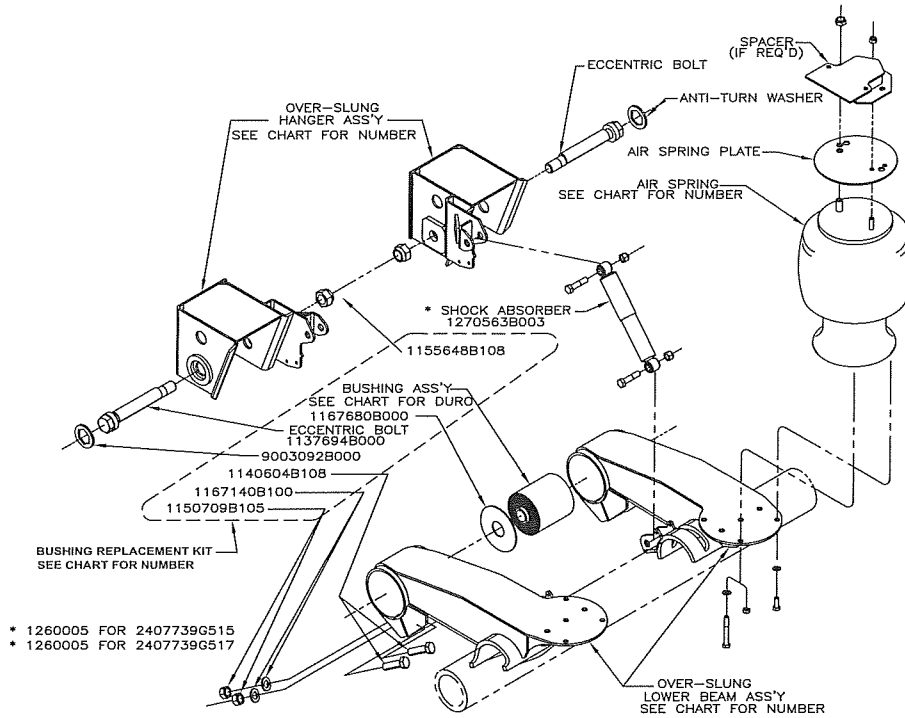 SPACER
(IF REQ'D)
ECCENTRIC BOLT
ANTI-TURN WASHER
OVER-SLUNG
HANGER ASS'Y
SEE CHART FOR NUMBER
AIR SPRING PLATE
AIR SPRING
SEE CHART FOR NUMBER
* SHOCK ABSORBER
1270563B003
1155648B108
BUSHING ASS'Y
SEE CHART FOR DURO
1167680B000
ECCENTRIC BOLT
1137694B000
9003092B000
1140604B108
1167140B100
1150709B105
BUSHING REPLACEMENT KIT
SEE CHART FOR NUMBER
* 1260005 FOR 2407739G515
* 1260005 FOR 2407739G517
OVER-SLUNG
LOWER BEAM ASS'Y
SEE CHART FOR NUMBER